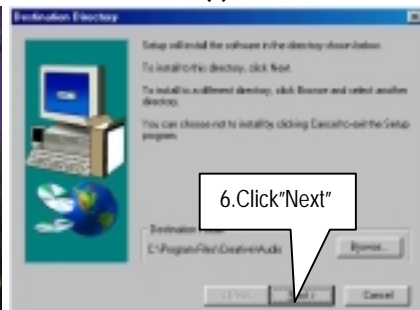 Destination Directory
Setup will install the software in the directory shown below.
To install to this directory, click Next.
To install to a different directory, click Browse and select another
directory.
You can choose not to install by clicking Cancel to exit the Setup
program.
6.Click"Next"
Destination
C:\Program Files\Creative\Audio
Browse...
Cancel